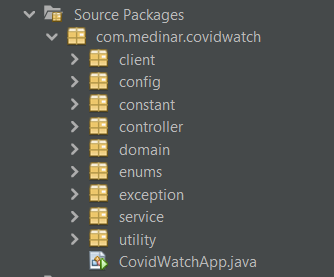 Source Packages
com.medinar.covidwatch
client
config
constant
controller
domain
enums
exception
service
utility
CovidWatchApp.java